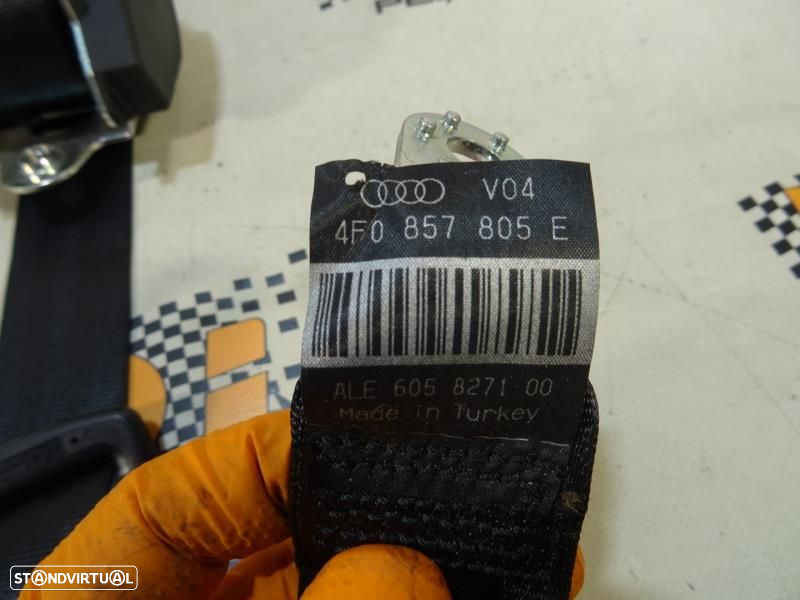 V04
4F0 857 805 E
ALE 605 8271 00
Made in Turkey
STANDVIRTUAL